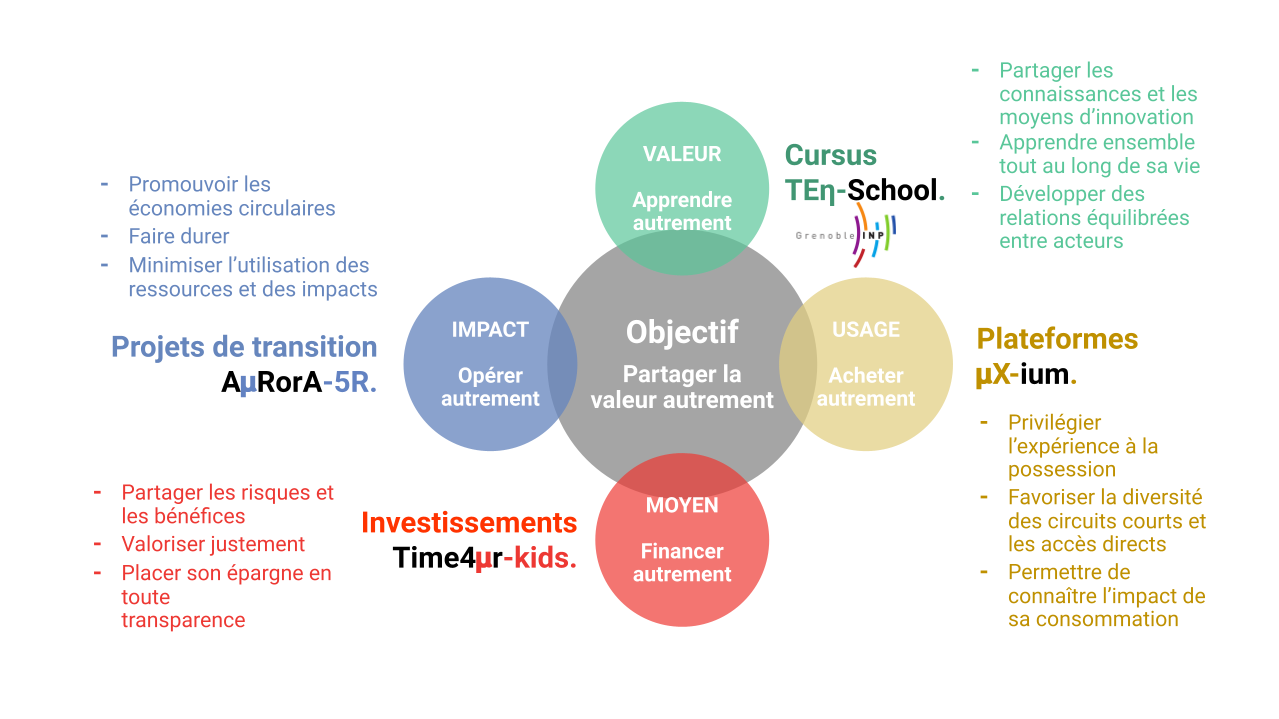 - Partager les
connaissances et les
moyens d’innovation
- Apprendre ensemble
tout au long de sa vie
- Développer des
relations équilibrées
entre acteurs
VALEUR
Apprendre
autrement
Cursus
TEη-School.
Grenoble INP
- Promouvoir les
économies circulaires
- Faire durer
- Minimiser l’utilisation des
ressources et des impacts
Projets de transition
AµRorA-5R.
IMPACT
Opérer
autrement
Objectif
Partager la
valeur autrement
USAGE
Acheter
autrement
Plateformes
µX-ium.
- Privilégier
l’expérience à la
possession
- Favoriser la diversité
des circuits courts et
les accès directs
- Permettre de
connaître l’impact de
sa consommation
- Partager les risques et
les bénéfices
- Valoriser justement
- Placer son épargne en
toute
transparence
Investissements
Time4µr-kids.
MOYEN
Financer
autrement